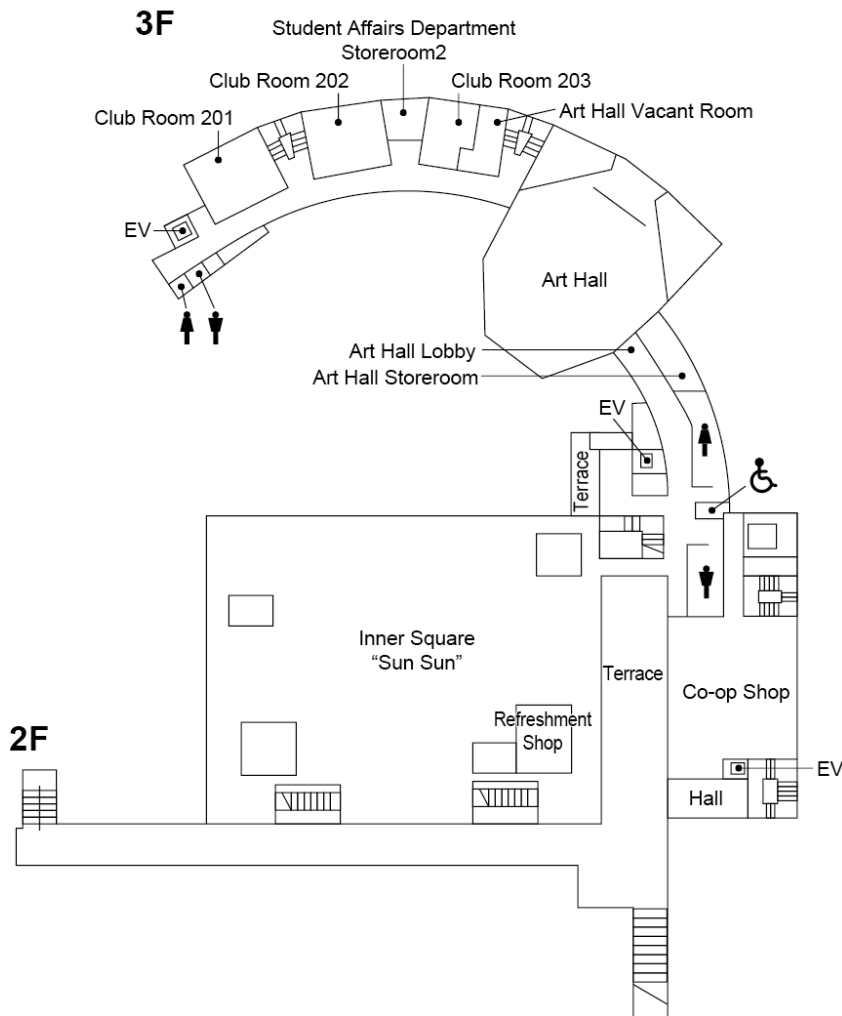 3F
Student Affairs Department
Storeroom2
Club Room 202
Club Room 203
Club Room 201
Art Hall Vacant Room
EV
Art Hall
Art Hall Lobby
Art Hall Storeroom
EV
Terrace
Inner Square
“Sun Sun”
Terrace
Co-op Shop
Refreshment
Shop
2F
EV
Hall